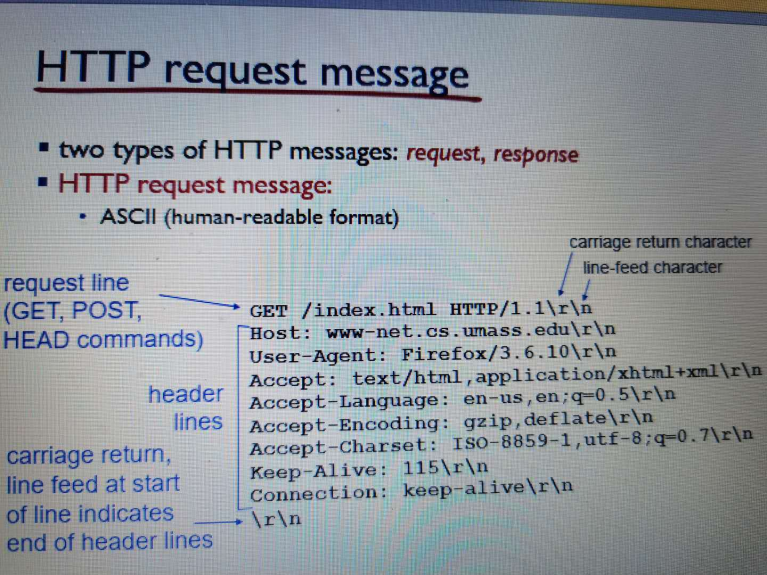 HTTP request message
▪ two types of HTTP messages: request, response
▪ HTTP request message:
• ASCII (human-readable format)
carriage return character
line-feed character
request line
(GET, POST,
HEAD commands)
GET /index.html HTTP/1.1\r\n
Host: www-net.cs.umass.edu\r\n
User-Agent: Firefox/3.6.10\r\n
Accept: text/html,application/xhtml+xml\r\n
Accept-Language: en-us,en;q=0.5\r\n
Accept-Encoding: gzip,deflate\r\n
Accept-Charset: ISO-8859-1,utf-8;q=0.7\r\n
Keep-Alive: 115\r\n
Connection: keep-alive\r\n
\r\n
header
lines
carriage return,
line feed at start
of line indicates
end of header lines